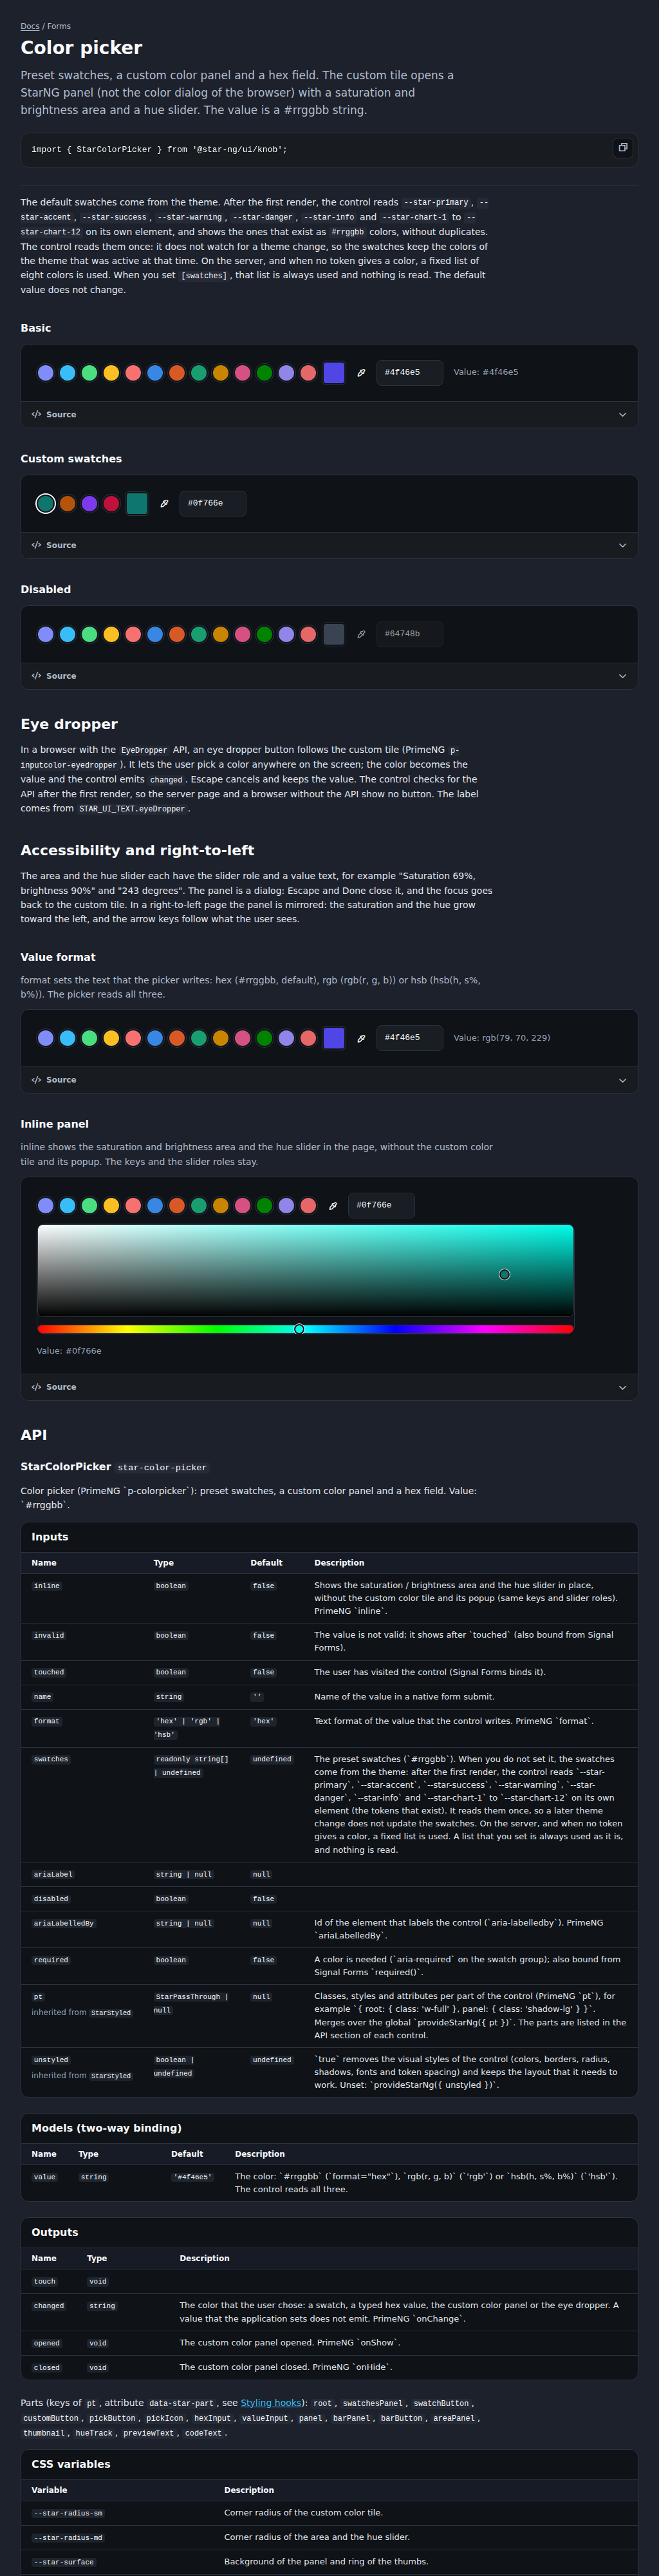 Docs / Forms
Color picker
Preset swatches, a custom color panel and a hex field. The custom tile opens a
StarNG panel (not the color dialog of the browser) with a saturation and
brightness area and a hue slider. The value is a #rrggbb string.
import { StarColorPicker } from '@star-ng/ui/knob';
The default swatches come from the theme. After the first render, the control reads --star-primary, --
star-accent, --star-success, --star-warning, --star-danger, --star-info and --star-chart-1 to --
star-chart-12 on its own element, and shows the ones that exist as #rrggbb colors, without duplicates.
The control reads them once: it does not watch for a theme change, so the swatches keep the colors of
the theme that was active at that time. On the server, and when no token gives a color, a fixed list of
eight colors is used. When you set [swatches], that list is always used and nothing is read. The default
value does not change.
Basic
#4f46e5 Value: #4f46e5
Source
Custom swatches
#0f766e
Source
Disabled
#64748b
Source
Eye dropper
In a browser with the EyeDropper API, an eye dropper button follows the custom tile (PrimeNG p-
inputcolor-eyedropper). It lets the user pick a color anywhere on the screen; the color becomes the
value and the control emits changed. Escape cancels and keeps the value. The control checks for the
API after the first render, so the server page and a browser without the API show no button. The label
comes from STAR_UI_TEXT.eyeDropper.
Accessibility and right-to-left
The area and the hue slider each have the slider role and a value text, for example "Saturation 69%,
brightness 90%" and "243 degrees". The panel is a dialog: Escape and Done close it, and the focus goes
back to the custom tile. In a right-to-left page the panel is mirrored: the saturation and the hue grow
toward the left, and the arrow keys follow what the user sees.
Value format
format sets the text that the picker writes: hex (#rrggbb, default), rgb (rgb(r, g, b)) or hsb (hsb(h, s%,
b%)). The picker reads all three.
#4f46e5 Value: rgb(79, 70, 229)
Source
Inline panel
inline shows the saturation and brightness area and the hue slider in the page, without the custom color
tile and its popup. The keys and the slider roles stay.
#0f766e
Value: #0f766e
Source
API
StarColorPicker star-color-picker
Color picker (PrimeNG `p-colorpicker`): preset swatches, a custom color panel and a hex field. Value:
`#rrggbb`.
Inputs
Name Type Default Description
inline boolean false Shows the saturation / brightness area and the hue slider in place,
without the custom color tile and its popup (same keys and slider roles).
PrimeNG `inline`.
invalid boolean false The value is not valid; it shows after `touched` (also bound from Signal
Forms).
touched boolean false The user has visited the control (Signal Forms binds it).
name string '' Name of the value in a native form submit.
format 'hex' | 'rgb' | 'hex' Text format of the value that the control writes. PrimeNG `format`.
'hsb'
swatches readonly string[] undefined The preset swatches (`#rrggbb`). When you do not set it, the swatches
| undefined come from the theme: after the first render, the control reads `--star-
primary`, `--star-accent`, `--star-success`, `--star-warning`, `--star-
danger`, `--star-info` and `--star-chart-1` to `--star-chart-12` on its own
element (the tokens that exist). It reads them once, so a later theme
change does not update the swatches. On the server, and when no token
gives a color, a fixed list is used. A list that you set is always used as it is,
and nothing is read.
ariaLabel string | null null
disabled boolean false
ariaLabelledBy string | null null Id of the element that labels the control (`aria-labelledby`). PrimeNG
`ariaLabelledBy`.
required boolean false A color is needed (`aria-required` on the swatch group); also bound from
Signal Forms `required()`.
pt StarPassThrough | null Classes, styles and attributes per part of the control (PrimeNG `pt`), for
inherited from StarStyled null example `{ root: { class: 'w-full' }, panel: { class: 'shadow-lg' } }`.
Merges over the global `provideStarNg({ pt })`. The parts are listed in the
API section of each control.
unstyled boolean | undefined `true` removes the visual styles of the control (colors, borders, radius,
inherited from StarStyled undefined shadows, fonts and token spacing) and keeps the layout that it needs to
work. Unset: `provideStarNg({ unstyled })`.
Models (two-way binding)
Name Type Default Description
value string '#4f46e5' The color: `#rrggbb` (`format="hex"`), `rgb(r, g, b)` (`'rgb'`) or `hsb(h, s%, b%)` (`'hsb'`).
The control reads all three.
Outputs
Name Type Description
touch void
changed string The color that the user chose: a swatch, a typed hex value, the custom color panel or the eye dropper. A
value that the application sets does not emit. PrimeNG `onChange`.
opened void The custom color panel opened. PrimeNG `onShow`.
closed void The custom color panel closed. PrimeNG `onHide`.
Parts (keys of pt, attribute data-star-part, see Styling hooks): root, swatchesPanel, swatchButton,
customButton, pickButton, pickIcon, hexInput, valueInput, panel, barPanel, barButton, areaPanel,
thumbnail, hueTrack, previewText, codeText.
CSS variables
Variable Description
--star-radius-sm Corner radius of the custom color tile.
--star-radius-md Corner radius of the area and the hue slider.
--star-surface Background of the panel and ring of the thumbs.